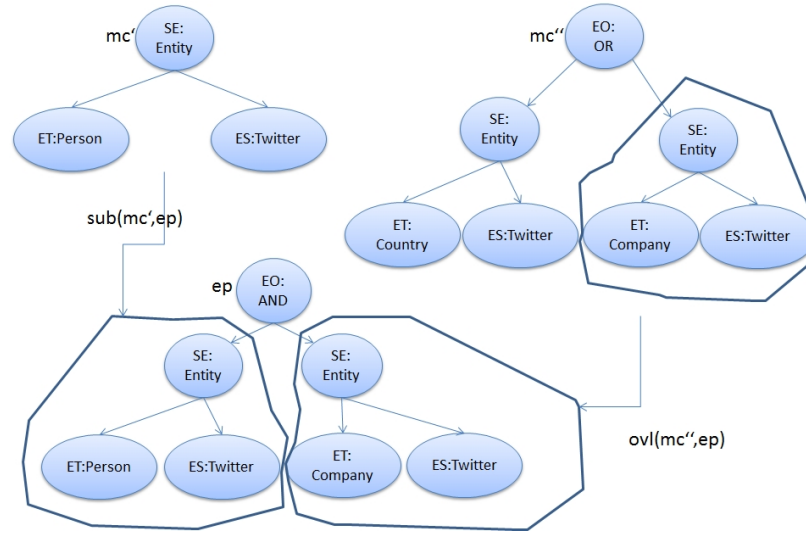 mc‘
SE:
Entity
ET:Person
ES:Twitter
mc‘‘
EO:
OR
SE:
Entity
SE:
Entity
ET:
Country
ES:Twitter
ET:
Company
ES:Twitter
sub(mc‘,ep)
ep
EO:
AND
SE:
Entity
SE:
Entity
ET:Person
ES:Twitter
ET:
Company
ES:Twitter
ovl(mc‘‘,ep)